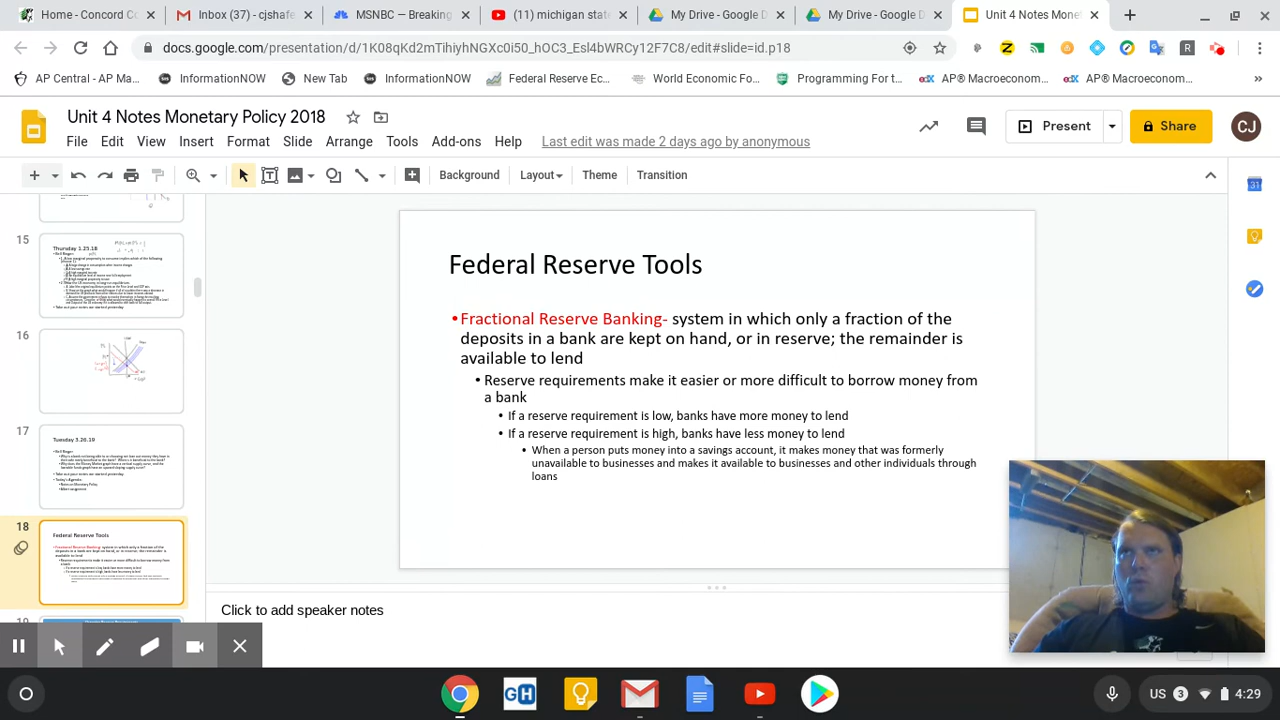 Home - Concord Co
Inbox (37) - cjshafe
MSNBC — Breaking
(11) michigan stat
My Drive - Google D
My Drive - Google D
Unit 4 Notes Mone
docs.google.com/presentation/d/1K08qKd2mTihiyhNGXc0i50_hOC3_Esl4bWRCy12F7C8/edit#slide=id.p18
AP Central - AP Ma...
InformationNOW
New Tab
InformationNOW
Federal Reserve Ec...
World Economic Fo...
Programming For t...
AP® Macroeconom...
AP® Macroeconom...
»
Unit 4 Notes Monetary Policy 2018
Present
Share
CJ
File Edit View Insert Format Slide Arrange Tools Add-ons Help Last edit was made 2 days ago by anonymous
Background Layout Theme Transition
31
15
Thursday 1.25.18
16
17
Tuesday 3.26.19
18
Federal Reserve Tools
19
Federal Reserve Tools
• Fractional Reserve Banking- system in which only a fraction of the
deposits in a bank are kept on hand, or in reserve; the remainder is
available to lend
• Reserve requirements make it easier or more difficult to borrow money from
a bank
• If a reserve requirement is low, banks have more money to lend
• If a reserve requirement is high, banks have less money to lend
• When a person puts money into a savings account, it makes money that was formerly
unavailable to businesses and makes it available to businesses and other individuals through
loans
Click to add speaker notes
GH
US 3 4:29